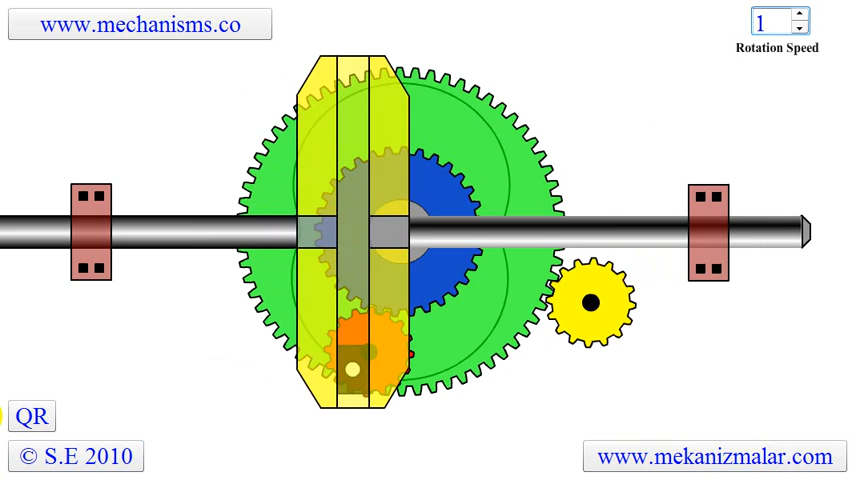 www.mechanisms.co
1
Rotation Speed
QR
© S.E 2010
www.mekanizmalar.com